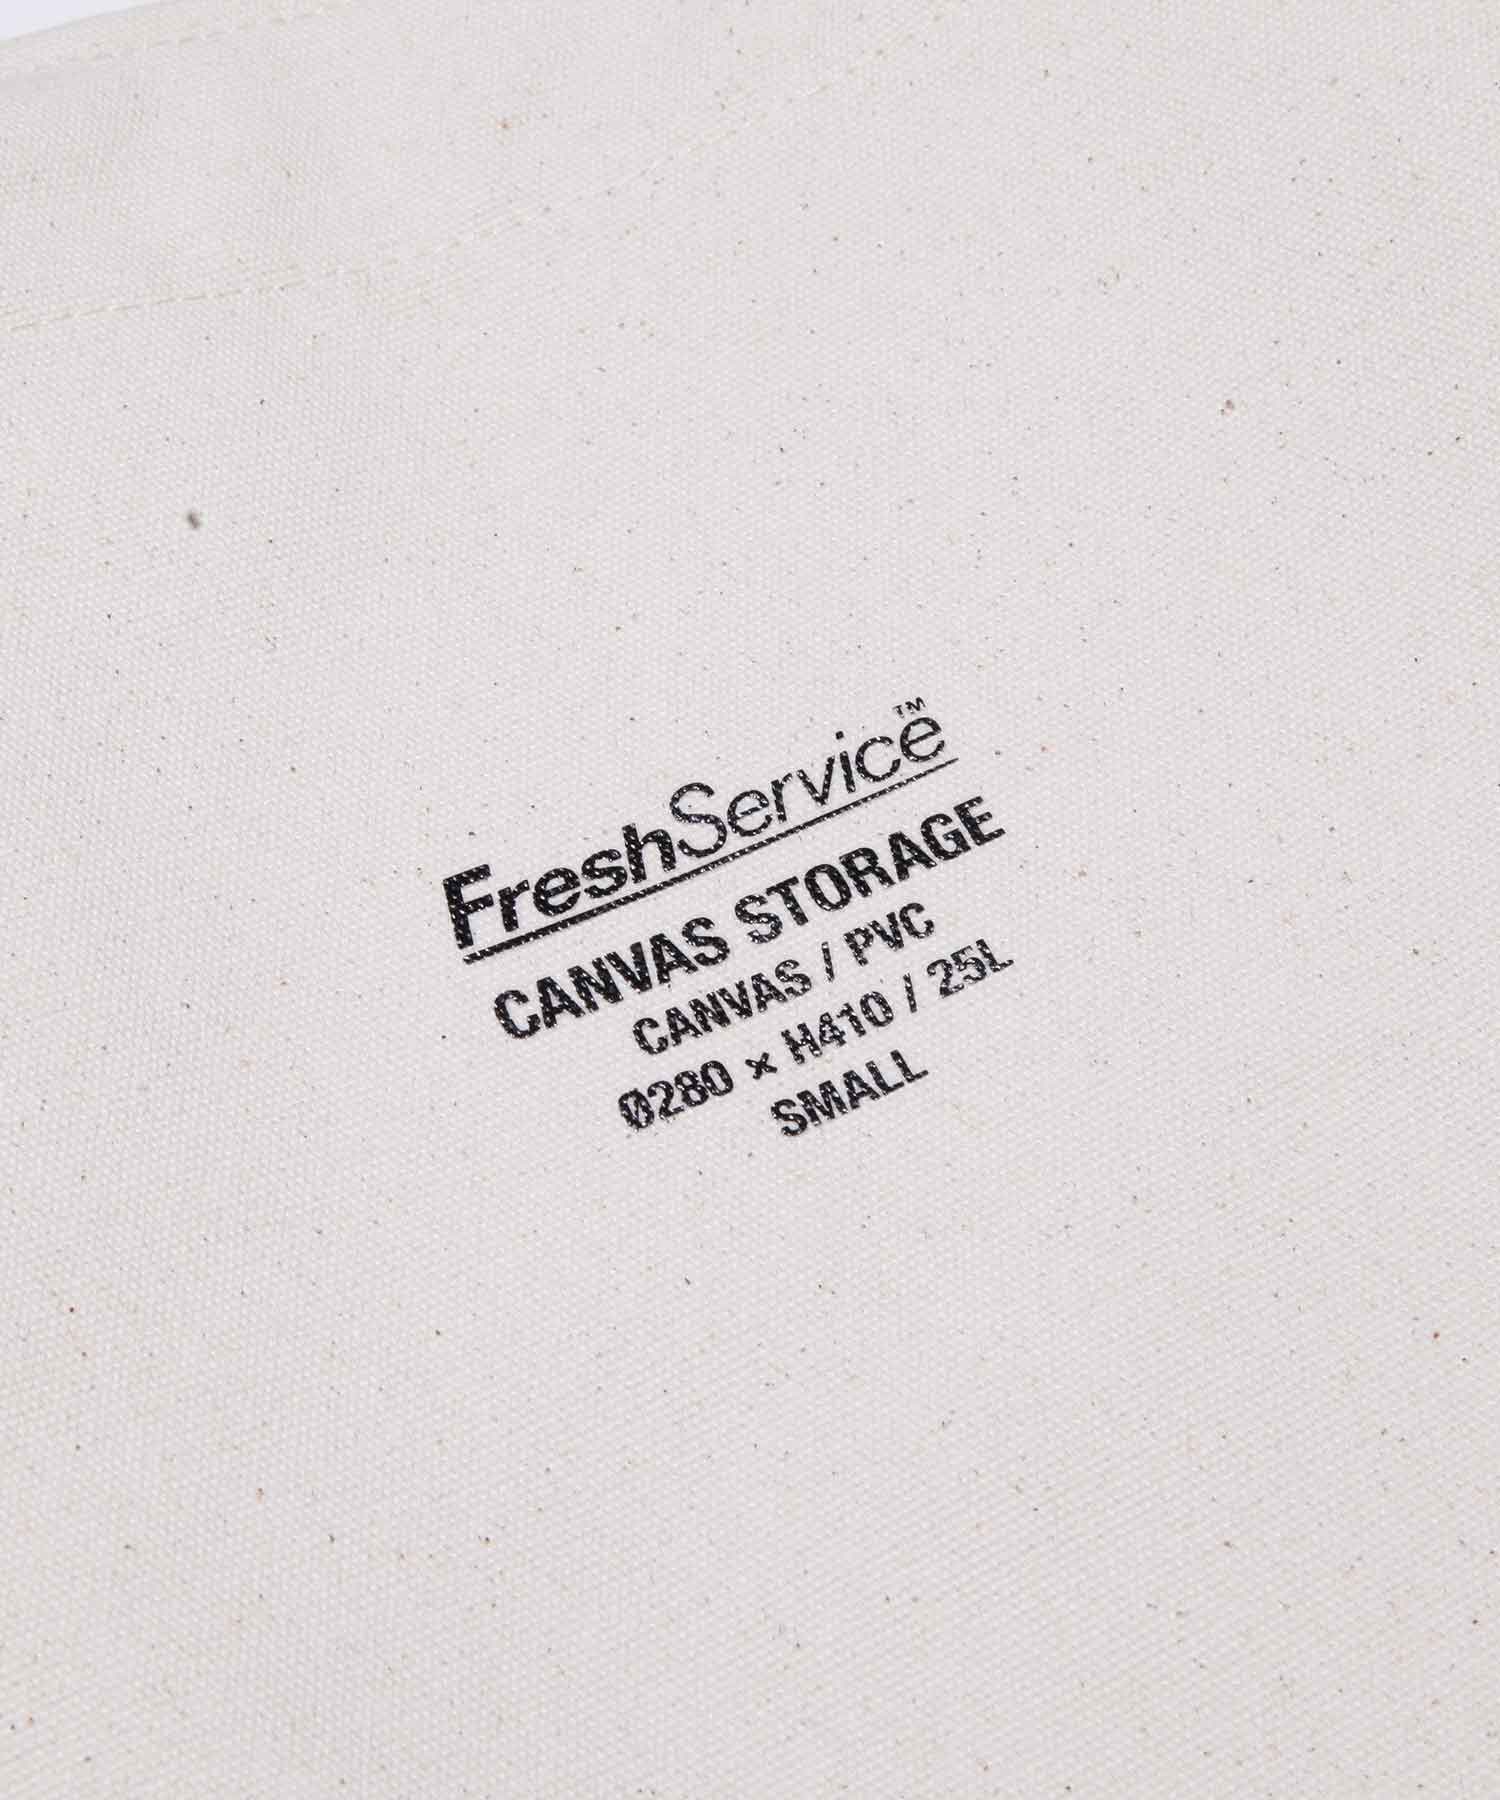 FreshService™
CANVAS STORAGE
CANVAS / PVC
Ø280 × H410 / 25L
SMALL